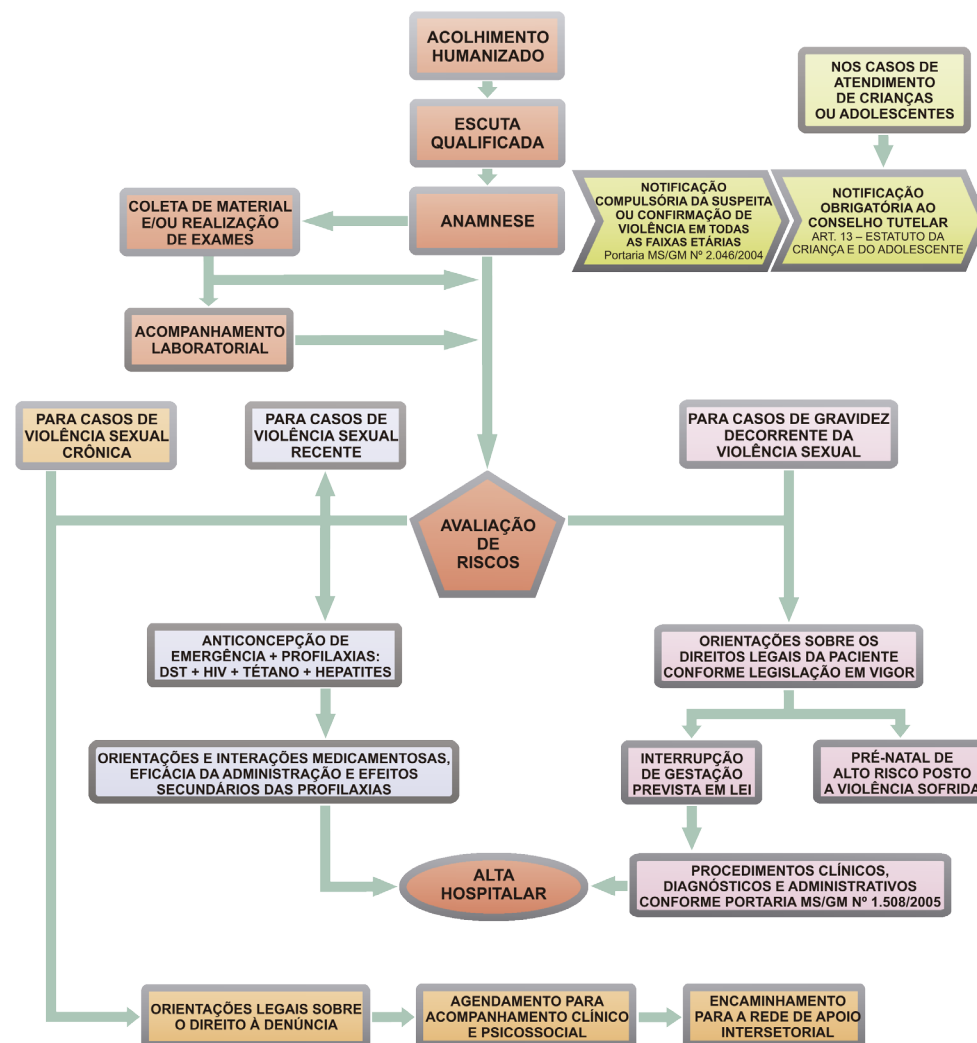 ACOLHIMENTO
HUMANIZADO
NOS CASOS DE
ATENDIMENTO
DE CRIANÇAS
OU ADOLESCENTES
ESCUTA
QUALIFICADA
COLETA DE MATERIAL
E/OU REALIZAÇÃO
DE EXAMES
ANAMNESE
NOTIFICAÇÃO
COMPULSÓRIA DA SUSPEITA
OU CONFIRMAÇÃO DE
VIOLÊNCIA EM TODAS
AS FAIXAS ETÁRIAS
Portaria MS/GM Nº 2.046/2004
NOTIFICAÇÃO
OBRIGATÓRIA AO
CONSELHO TUTELAR
ART. 13 – ESTATUTO DA
CRIANÇA E DO ADOLESCENTE
ACOMPANHAMENTO
LABORATORIAL
PARA CASOS DE
VIOLÊNCIA SEXUAL
CRÔNICA
PARA CASOS DE
VIOLÊNCIA SEXUAL
RECENTE
PARA CASOS DE GRAVIDEZ
DECORRENTE DA
VIOLÊNCIA SEXUAL
AVALIAÇÃO
DE
RISCOS
ANTICONCEPÇÃO DE
EMERGÊNCIA + PROFILAXIAS:
DST + HIV + TÉTANO + HEPATITES
ORIENTAÇÕES SOBRE OS
DIREITOS LEGAIS DA PACIENTE
CONFORME LEGISLAÇÃO EM VIGOR
ORIENTAÇÕES E INTERAÇÕES MEDICAMENTOSAS,
EFICÁCIA DA ADMINISTRAÇÃO E EFEITOS
SECUNDÁRIOS DAS PROFILAXIAS
INTERRUPÇÃO
DE GESTAÇÃO
PREVISTA EM LEI
PRÉ-NATAL DE
ALTO RISCO POSTO
A VIOLÊNCIA SOFRIDA
ALTA
HOSPITALAR
PROCEDIMENTOS CLÍNICOS,
DIAGNÓSTICOS E ADMINISTRATIVOS
CONFORME PORTARIA MS/GM Nº 1.508/2005
ORIENTAÇÕES LEGAIS SOBRE
O DIREITO À DENÚNCIA
AGENDAMENTO PARA
ACOMPANHAMENTO CLÍNICO
E PSICOSSOCIAL
ENCAMINHAMENTO
PARA A REDE DE APOIO
INTERSETORIAL